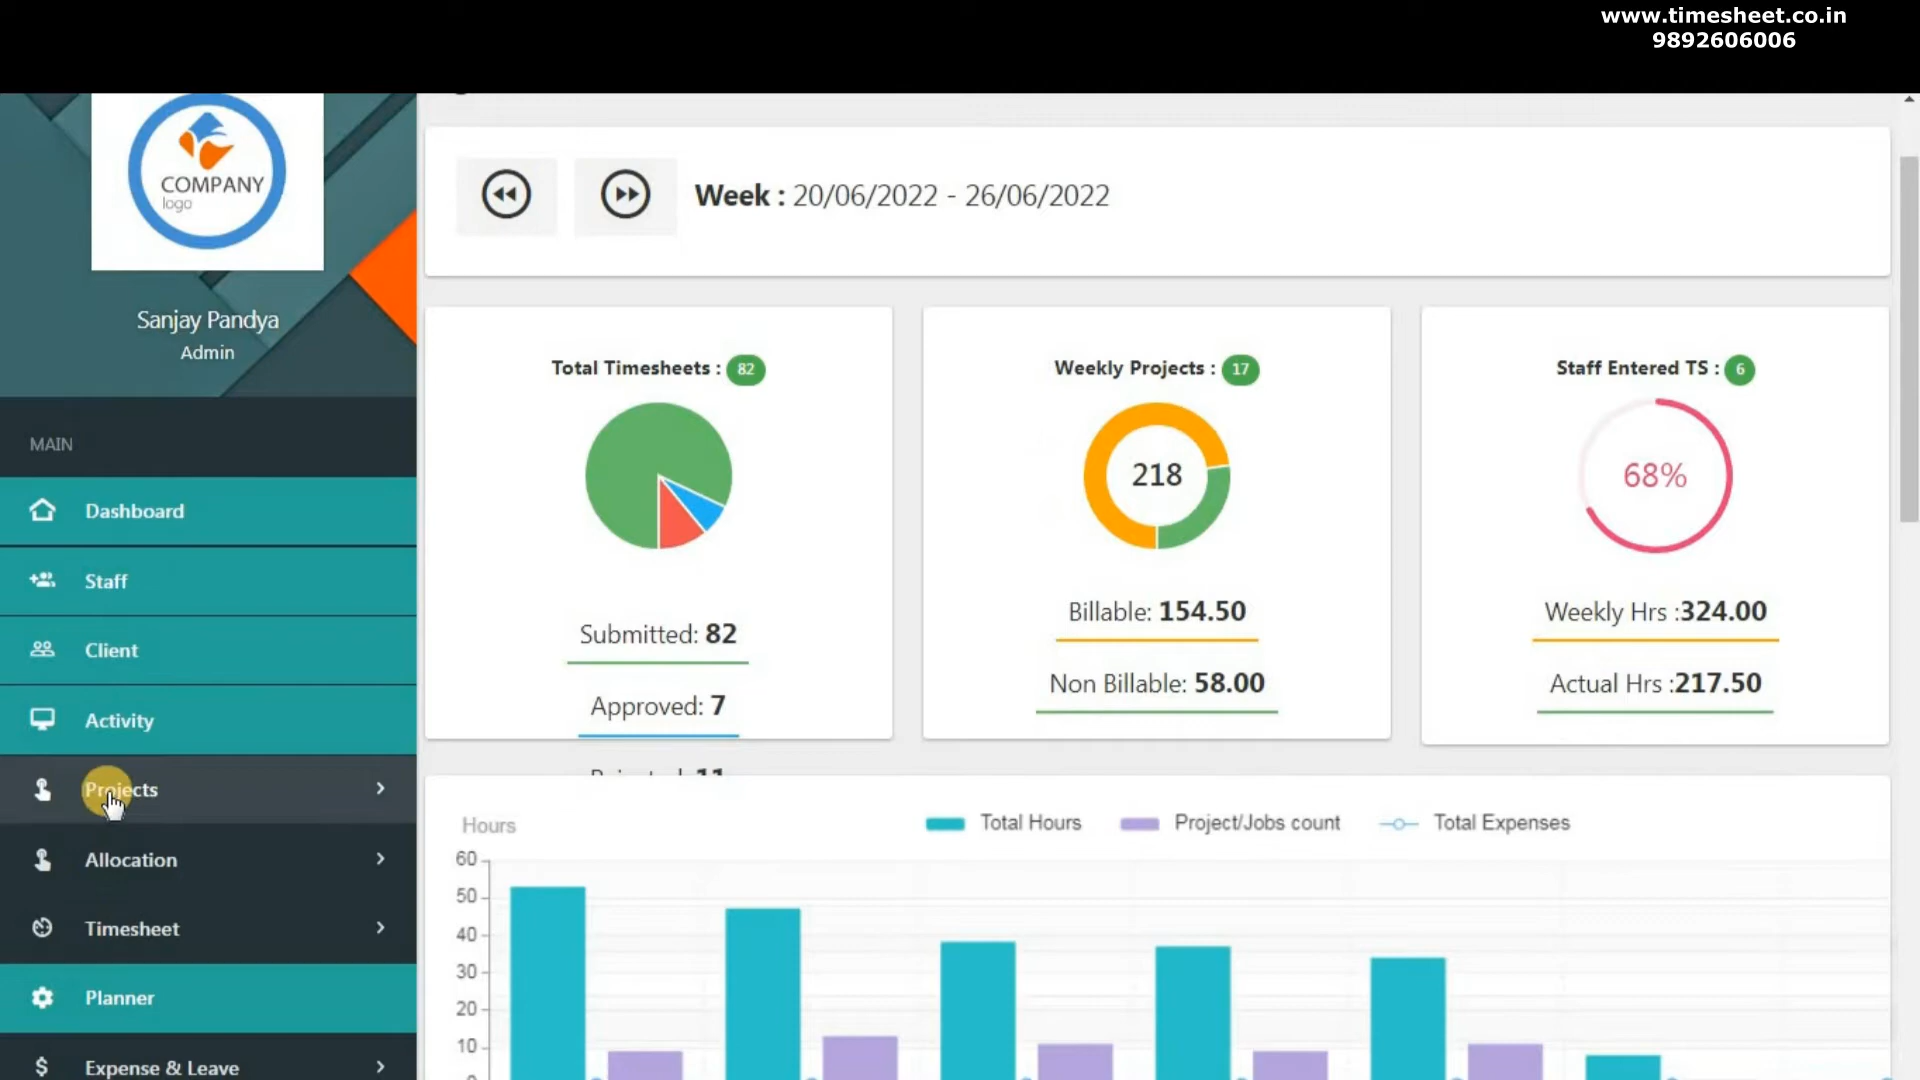 www.timesheet.co.in
9892606006
COMPANY
logo
Sanjay Pandya
Admin
MAIN
Dashboard
Staff
Client
Activity
Projects
Allocation
Timesheet
Planner
Expense & Leave
Week : 20/06/2022 - 26/06/2022
Total Timesheets : 82
Submitted: 82
Approved: 7
Weekly Projects : 17
218
Billable: 154.50
Non Billable: 58.00
Staff Entered TS : 6
68%
Weekly Hrs :324.00
Actual Hrs :217.50
Hours
Total Hours
Project/Jobs count
Total Expenses
60
50
40
30
20
10